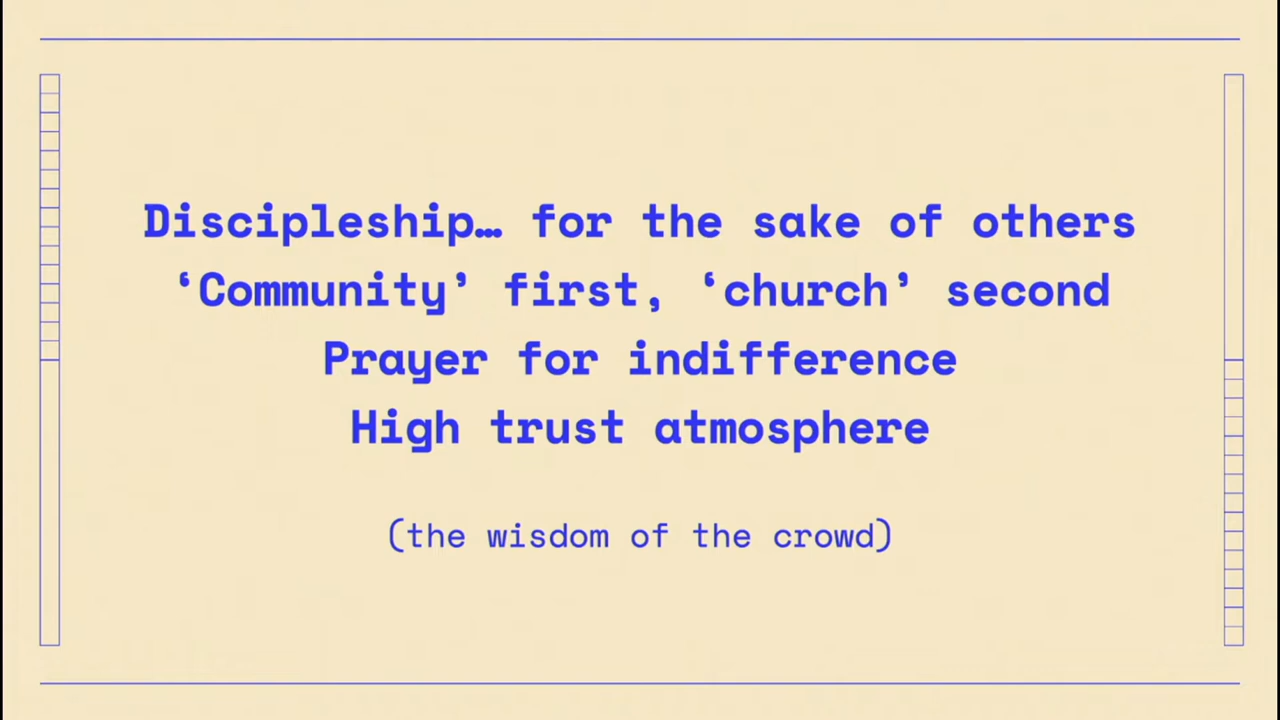 Discipleship… for the sake of others
‘Community’ first, ‘church’ second
Prayer for indifference
High trust atmosphere
(the wisdom of the crowd)